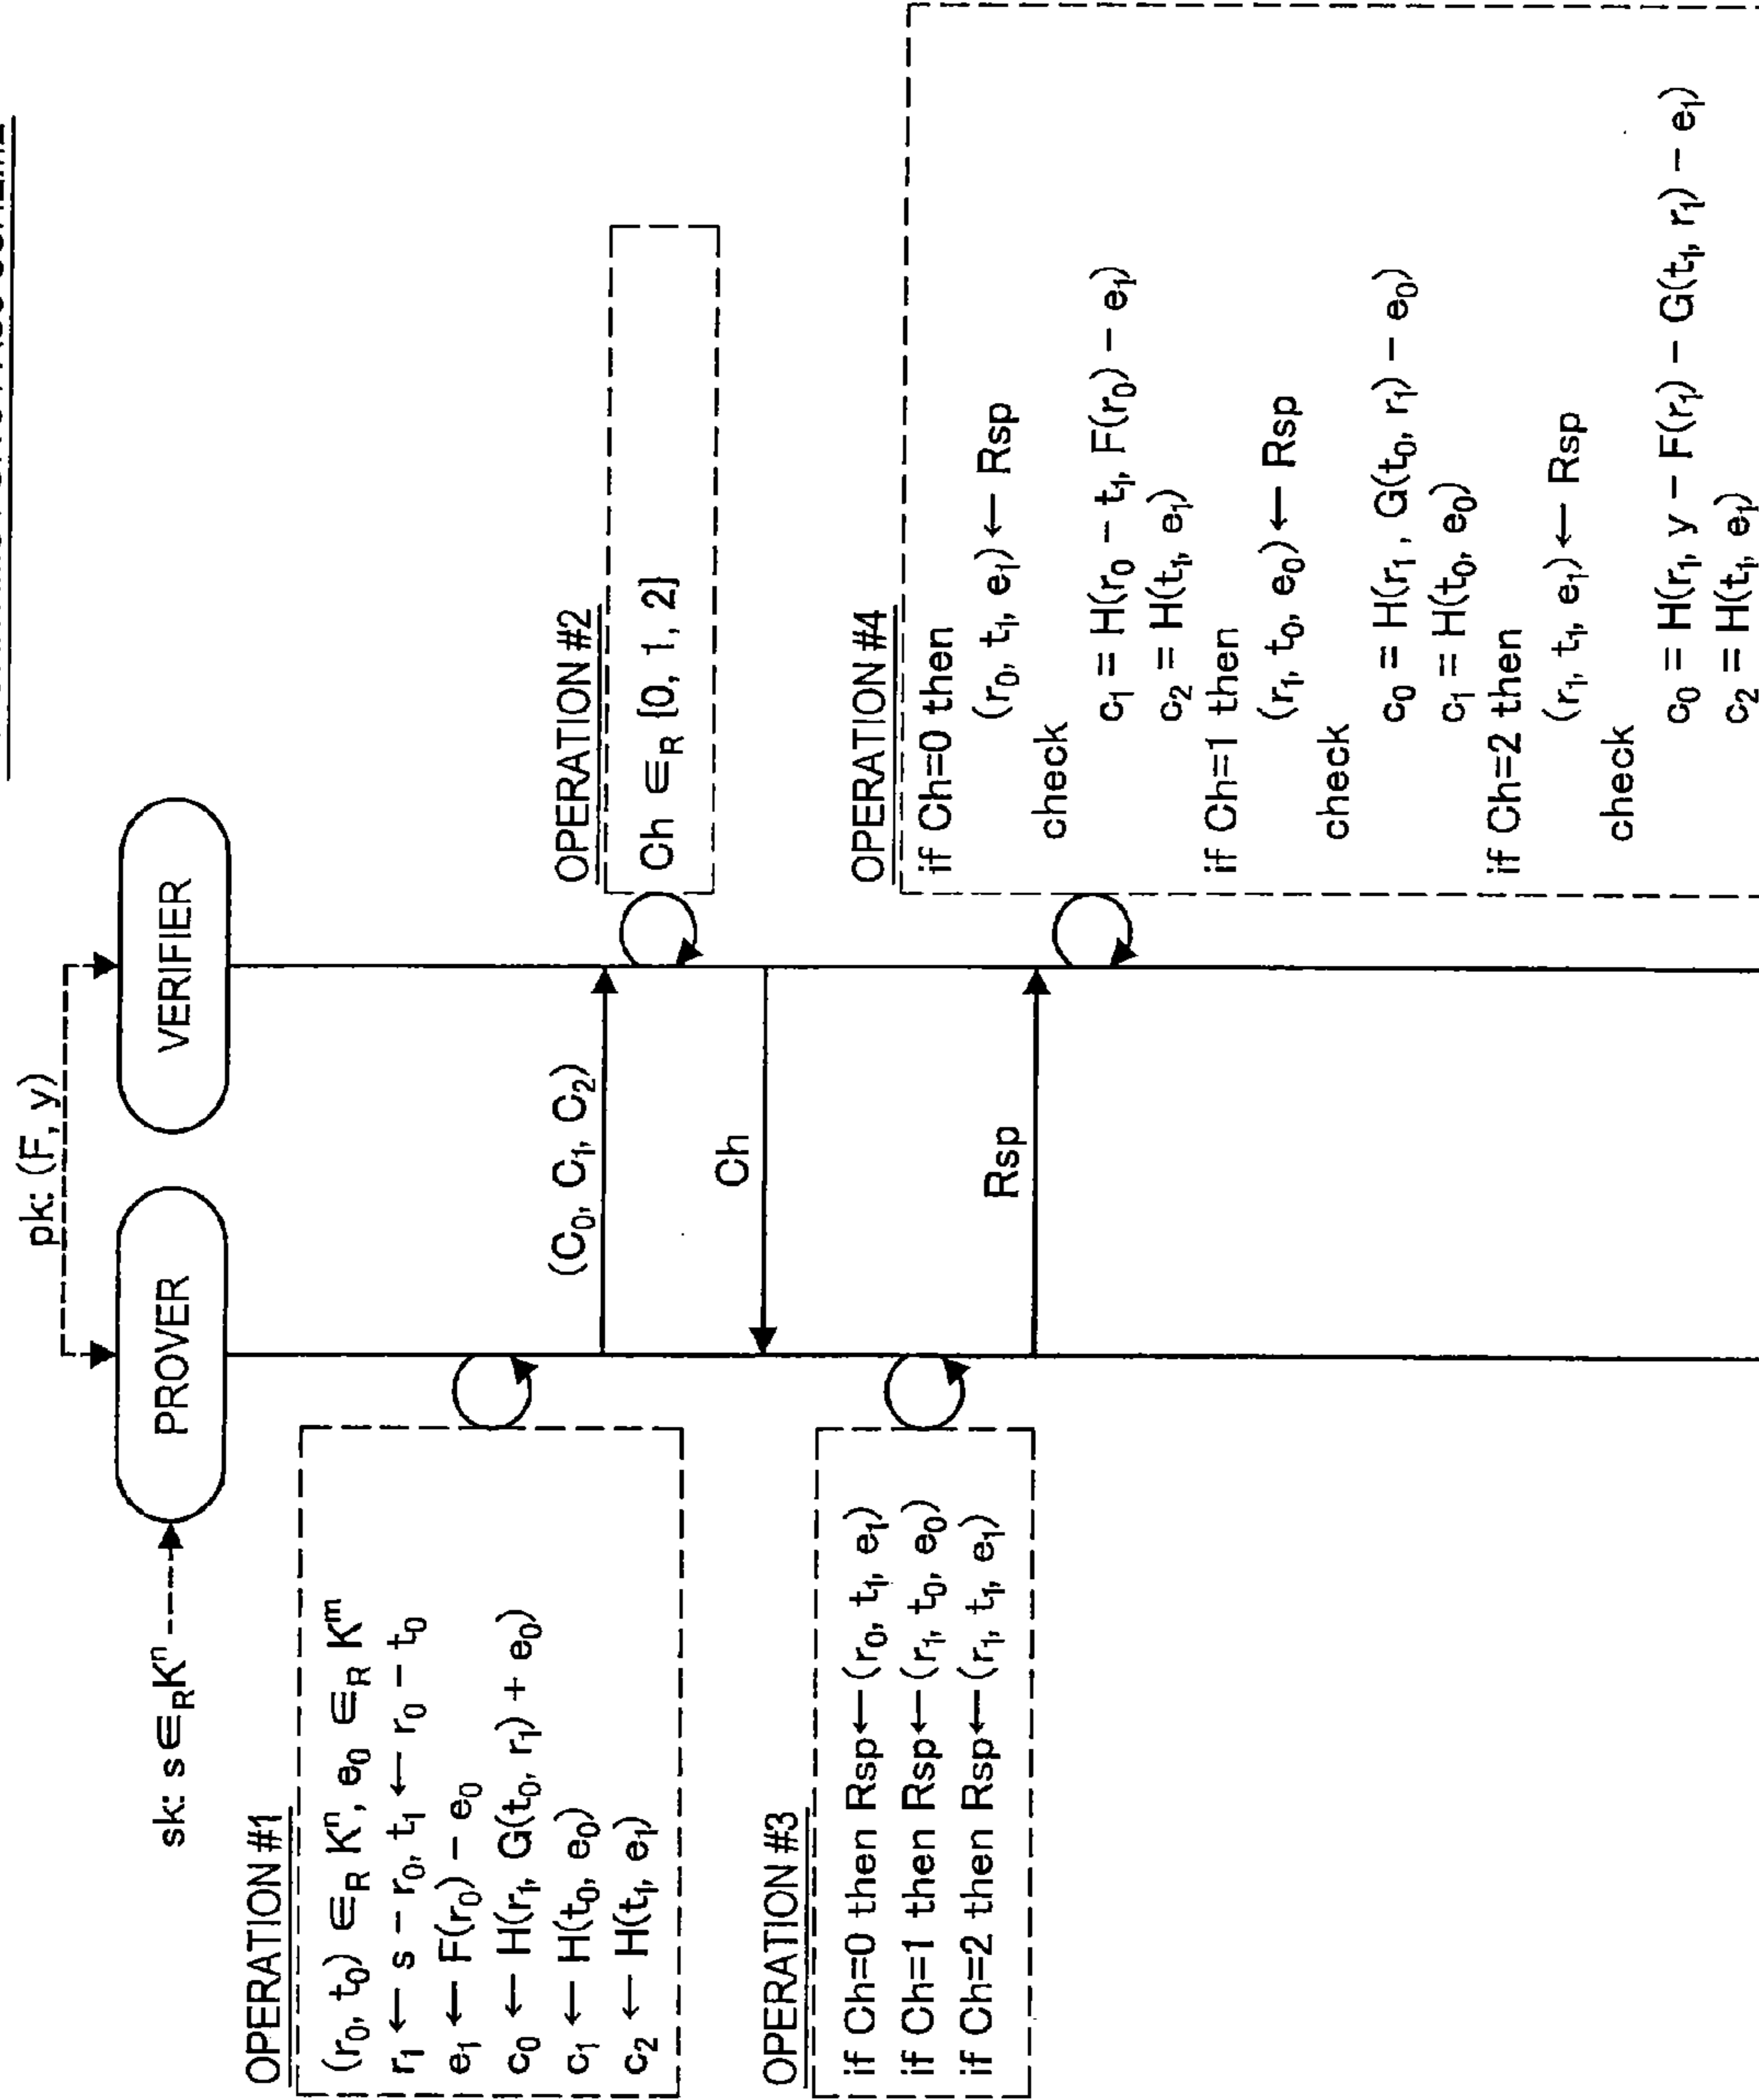 pk: (F, y)
sk: s ∈_R K^n
PROVER
VERIFIER
OPERATION #1
(r₀, t₀) ∈_R K^n, e₀ ∈_R K^m
r₁ ← s − r₀, t₁ ← r₀ − t₀
e₁ ← F(r₀) − e₀
c₀ ← H(r₁, G(t₀, r₁) + e₀)
c₁ ← H(t₀, e₀)
c₂ ← H(t₁, e₁)
(C₀, C₁, C₂)
OPERATION #2
Ch ∈_R {0, 1, 2}
Ch
OPERATION #3
if Ch=0 then Rsp ← (r₀, t₁, e₁)
if Ch=1 then Rsp ← (r₁, t₀, e₀)
if Ch=2 then Rsp ← (r₁, t₁, e₁)
Rsp
OPERATION #4
if Ch=0 then
(r₀, t₁, e₁) ← Rsp
check
c₁ = H(r₀ − t₁, F(r₀) − e₁)
c₂ = H(t₁, e₁)
if Ch=1 then
(r₁, t₀, e₀) ← Rsp
check
c₀ = H(r₁, G(t₀, r₁) − e₀)
c₁ = H(t₀, e₀)
if Ch=2 then
(r₁, t₁, e₁) ← Rsp
check
c₀ = H(r₁, y − F(r₁) − G(t₁, r₁) − e₁)
c₂ = H(t₁, e₁)